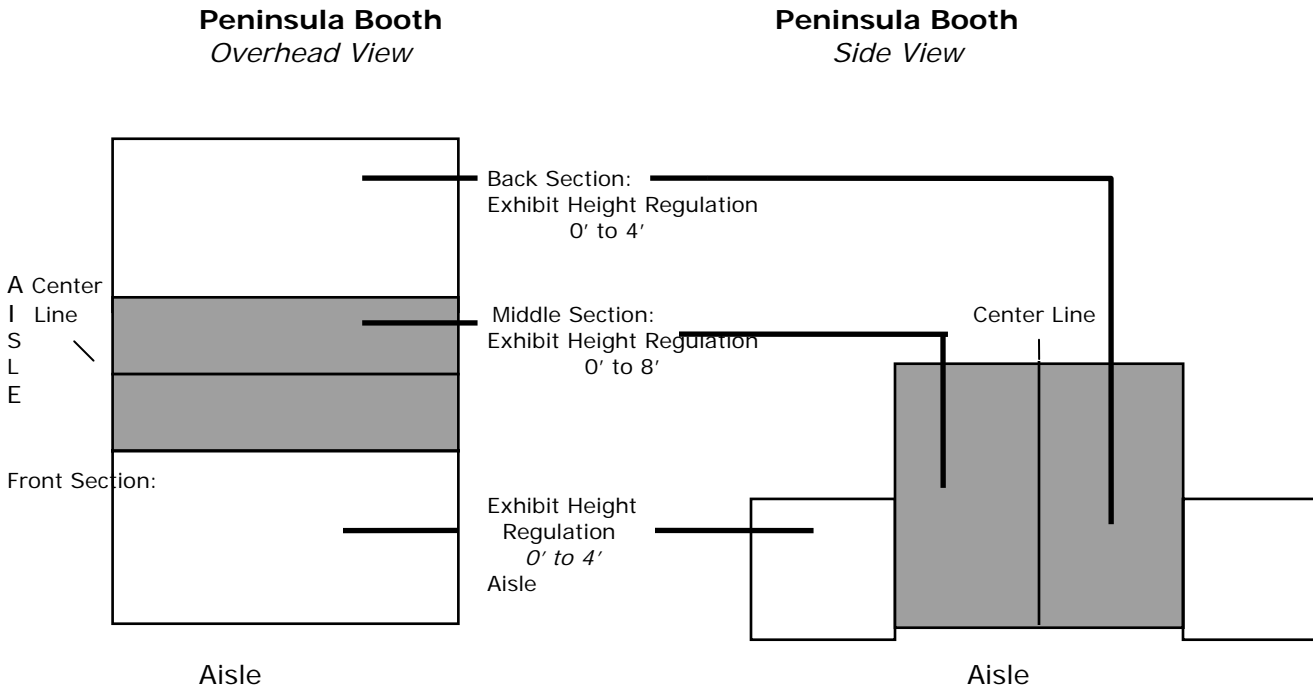 Peninsula Booth
Overhead View
Peninsula Booth
Side View
Back Section:
Exhibit Height Regulation
0' to 4'
A Center
I Line
S
L
E
Middle Section:
Exhibit Height Regulation
0' to 8'
Center Line
Front Section:
Exhibit Height
Regulation
0' to 4'
Aisle
Aisle
Aisle